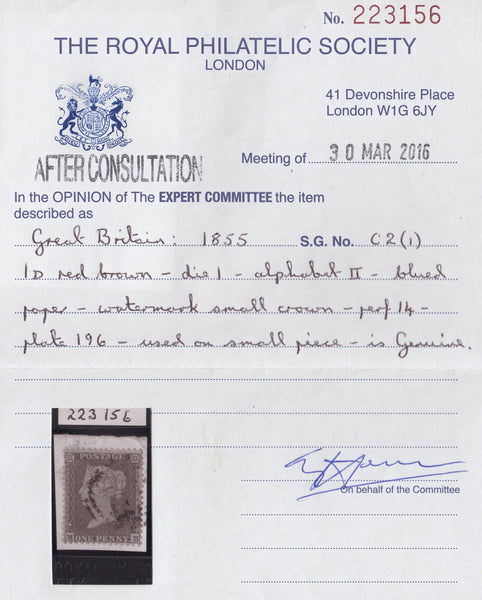 No. 223156
THE ROYAL PHILATELIC SOCIETY
LONDON
41 Devonshire Place
London W1G 6JY
AFTER CONSULTATION
Meeting of 30 MAR 2016
In the OPINION of The EXPERT COMMITTEE the item
described as
Great Britain: 1855 S.G. No. C2(1)
1D red brown - die 1 - alphabet II - blued
paper - watermark small crown - perf 14 -
plate 196 - used on small piece - is Genuine.
223156
POSTAGE
ONE PENNY
On behalf of the Committee